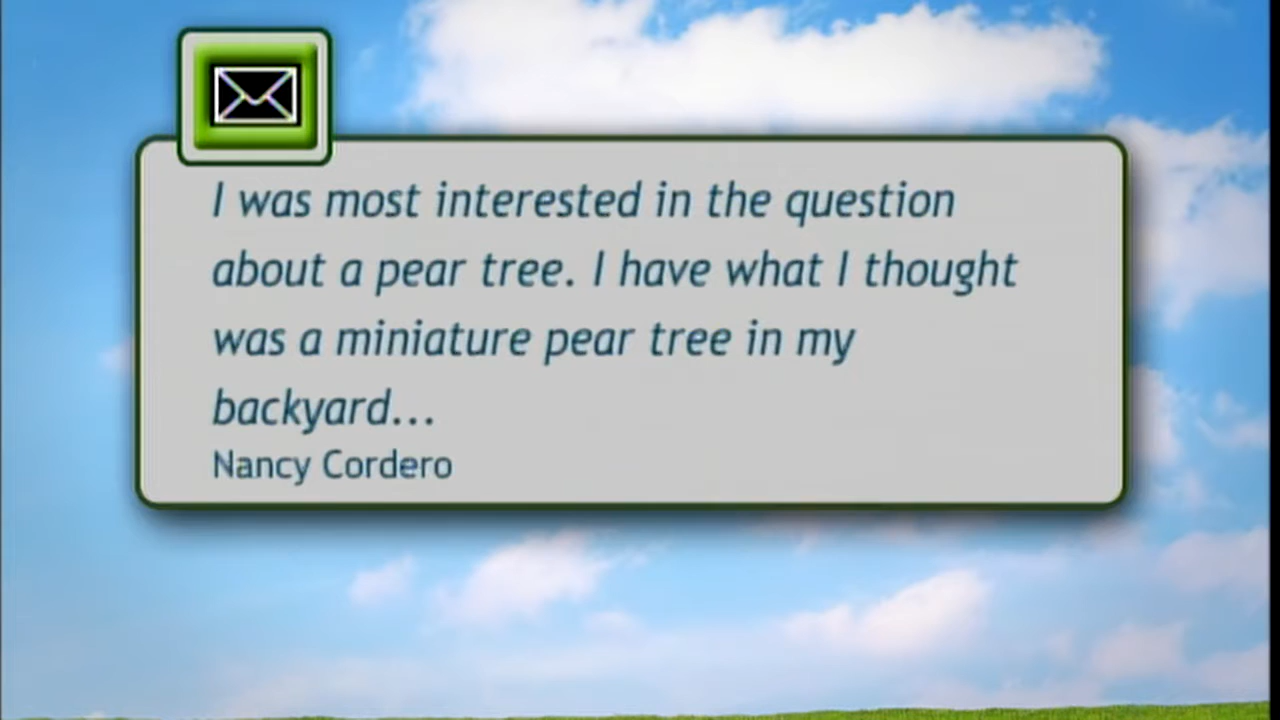 I was most interested in the question
about a pear tree. I have what I thought
was a miniature pear tree in my
backyard...
Nancy Cordero